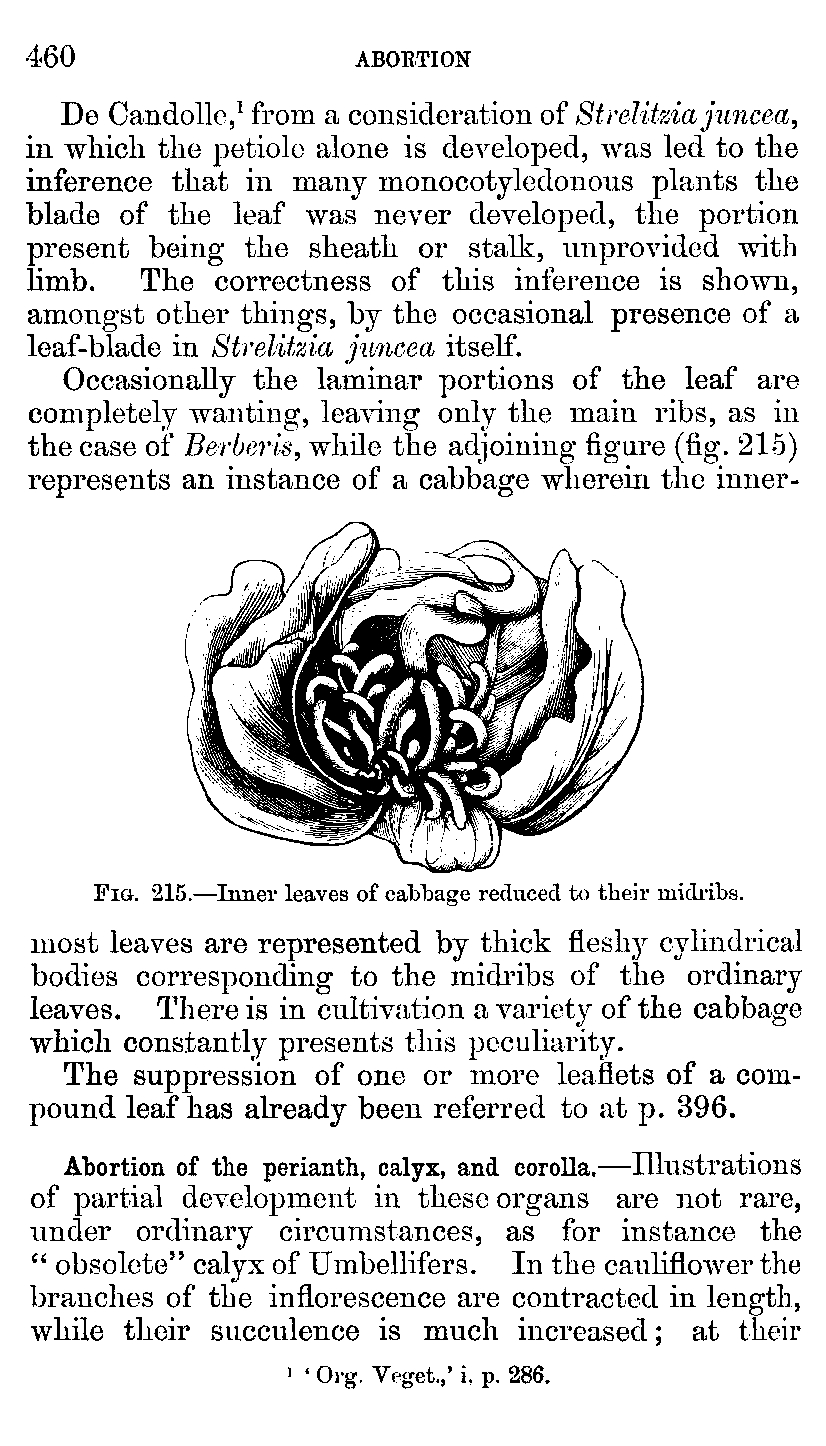 460 ABORTION
De Candolle,¹ from a consideration of Strelitzia juncea,
in which the petiole alone is developed, was led to the
inference that in many monocotyledonous plants the
blade of the leaf was never developed, the portion
present being the sheath or stalk, unprovided with
limb. The correctness of this inference is shown,
amongst other things, by the occasional presence of a
leaf-blade in Strelitzia juncea itself.
Occasionally the laminar portions of the leaf are
completely wanting, leaving only the main ribs, as in
the case of Berberis, while the adjoining figure (fig. 215)
represents an instance of a cabbage wherein the inner-
FIG. 215.—Inner leaves of cabbage reduced to their midribs.
most leaves are represented by thick fleshy cylindrical
bodies corresponding to the midribs of the ordinary
leaves. There is in cultivation a variety of the cabbage
which constantly presents this peculiarity.
The suppression of one or more leaflets of a com-
pound leaf has already been referred to at p. 396.
Abortion of the perianth, calyx, and corolla.—Illustrations
of partial development in these organs are not rare,
under ordinary circumstances, as for instance the
“ obsolete” calyx of Umbellifers. In the cauliflower the
branches of the inflorescence are contracted in length,
while their succulence is much increased; at their
¹ ‘ Org. Veget.,’ i, p. 286.